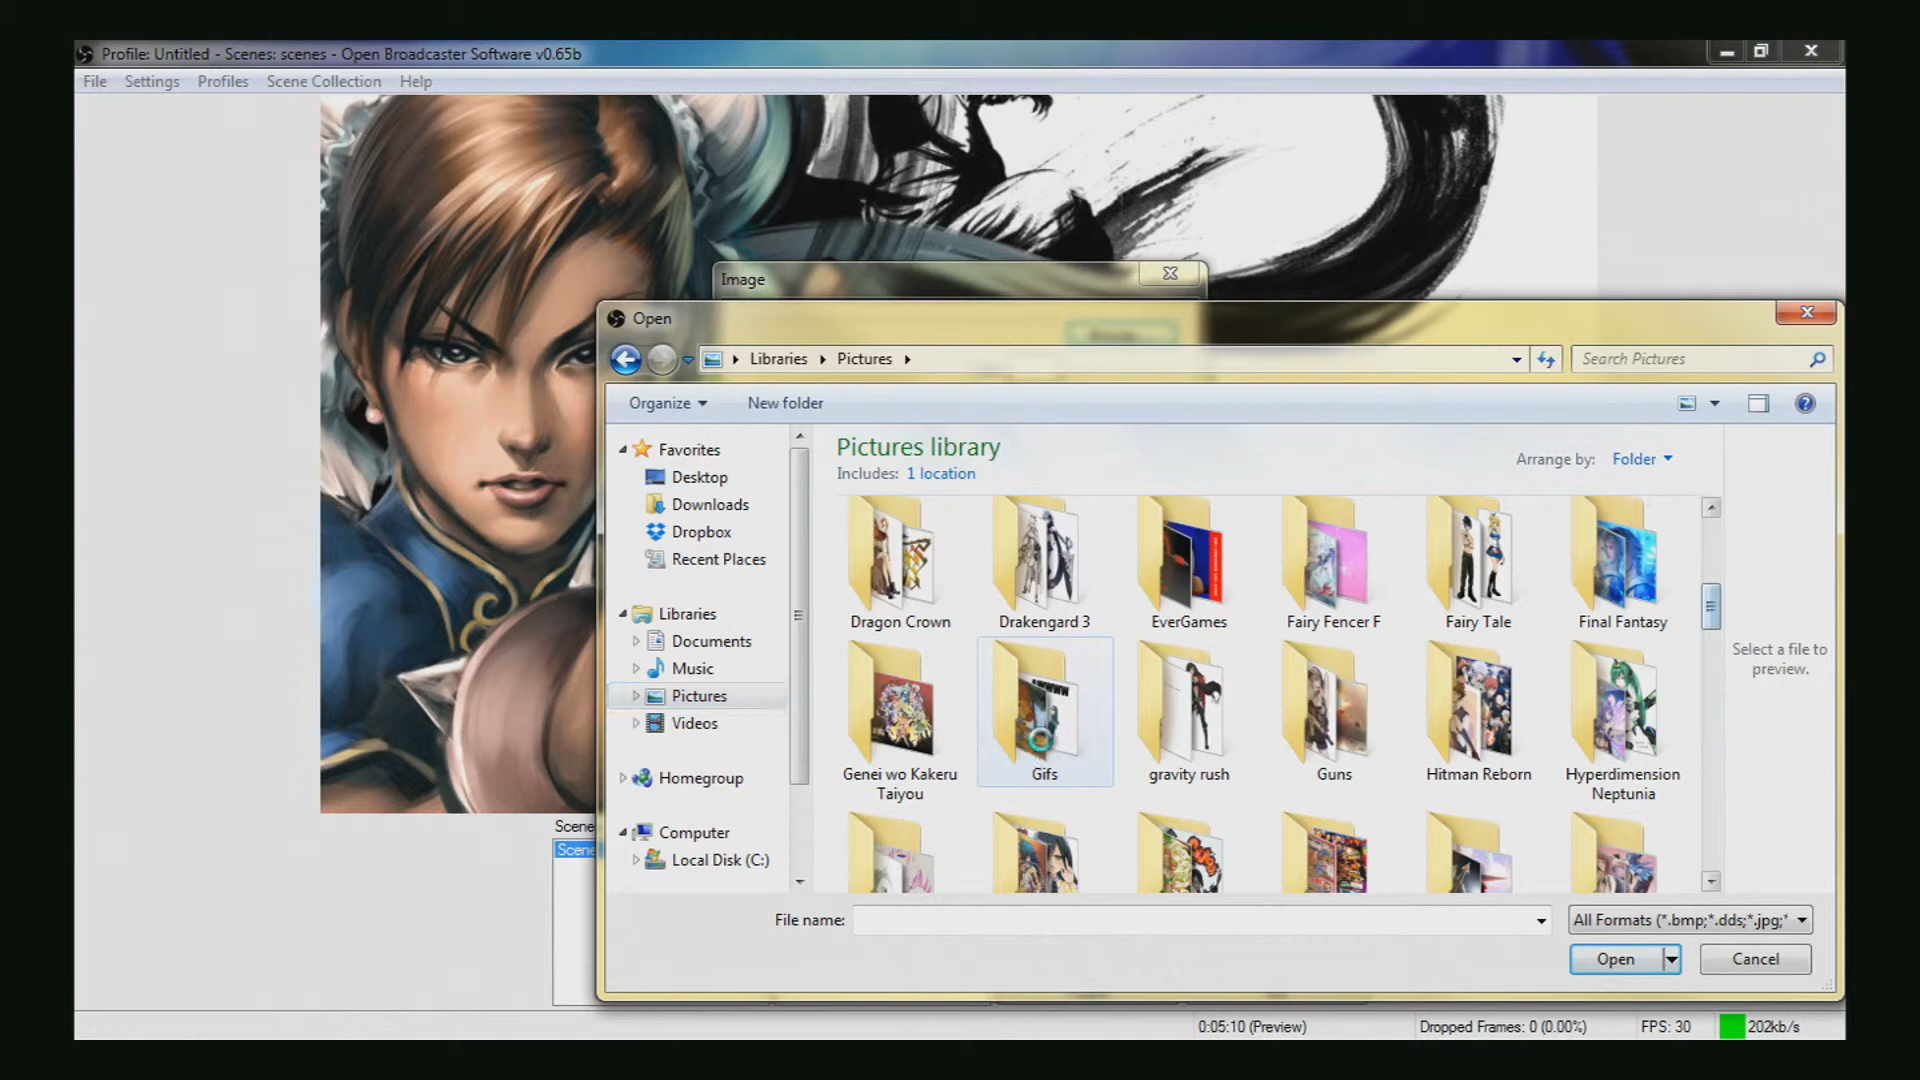 Profile: Untitled - Scenes: scenes - Open Broadcaster Software v0.65b
File Settings Profiles Scene Collection Help
Image
Open
Libraries Pictures
Search Pictures
Organize New folder
Favorites
Desktop
Downloads
Dropbox
Recent Places
Libraries
Documents
Music
Pictures
Videos
Homegroup
Computer
Local Disk (C:)
Pictures library
Includes: 1 location
Arrange by: Folder
Dragon Crown
Drakengard 3
EverGames
Fairy Fencer F
Fairy Tale
Final Fantasy
Genei wo Kakeru
Taiyou
Gifs
gravity rush
Guns
Hitman Reborn
Hyperdimension
Neptunia
Select a file to
preview.
File name:
All Formats (*.bmp;*.dds;*.jpg;*
Open
Cancel
Scene
Scene
0:05:10 (Preview)
Dropped Frames: 0 (0.00%)
FPS: 30
202kb/s